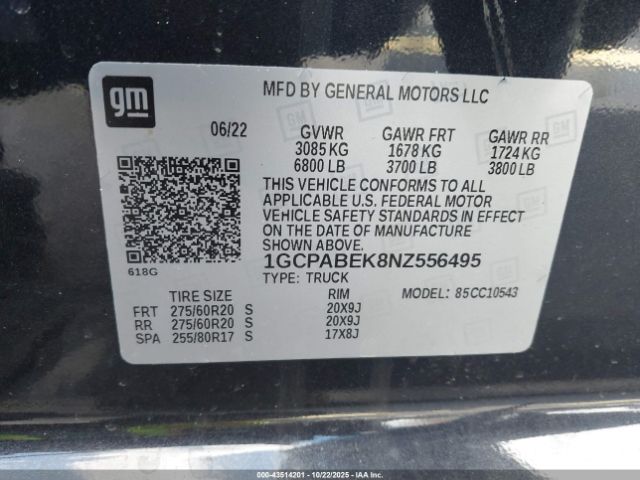 gm
MFD BY GENERAL MOTORS LLC
06/22 GVWR GAWR FRT GAWR RR
3085 KG 1678 KG 1724 KG
6800 LB 3700 LB 3800 LB
THIS VEHICLE CONFORMS TO ALL
APPLICABLE U.S. FEDERAL MOTOR
VEHICLE SAFETY STANDARDS IN EFFECT
ON THE DATE OF MANUFACTURE
SHOWN ABOVE.
618G
1GCPABEK8NZ556495
TYPE: TRUCK MODEL: 85CC10543
TIRE SIZE RIM
FRT 275/60R20 S 20X9J
RR 275/60R20 S 20X9J
SPA 255/80R17 S 17X8J
000-43514201 - 10/22/2025 - Copyright © IAA, LLC